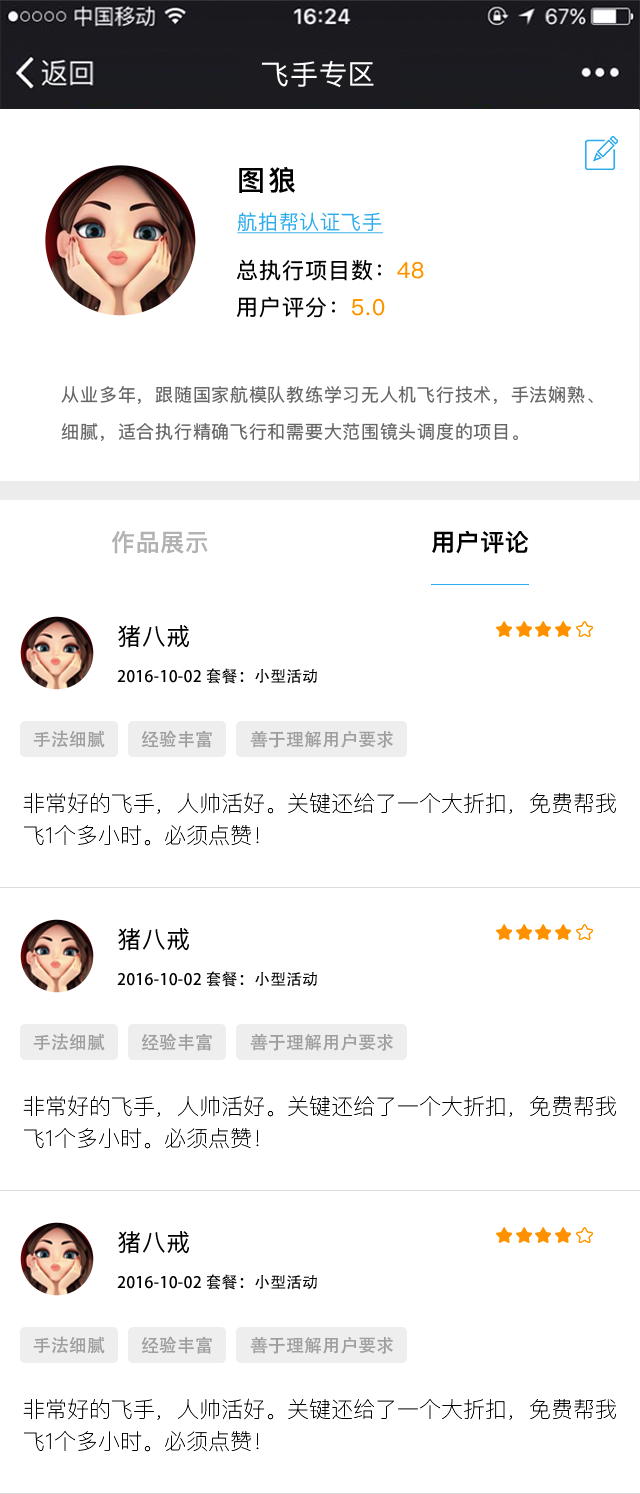 中国移动 16:24 67%
返回 飞手专区
图狼
航拍帮认证飞手
总执行项目数：48
用户评分：5.0
从业多年，跟随国家航模队教练学习无人机飞行技术，手法娴熟、
细腻，适合执行精确飞行和需要大范围镜头调度的项目。
作品展示 用户评论
猪八戒
2016-10-02 套餐：小型活动
手法细腻 经验丰富 善于理解用户要求
非常好的飞手，人帅活好。关键还给了一个大折扣，免费帮我
飞1个多小时。必须点赞！
猪八戒
2016-10-02 套餐：小型活动
手法细腻 经验丰富 善于理解用户要求
非常好的飞手，人帅活好。关键还给了一个大折扣，免费帮我
飞1个多小时。必须点赞！
猪八戒
2016-10-02 套餐：小型活动
手法细腻 经验丰富 善于理解用户要求
非常好的飞手，人帅活好。关键还给了一个大折扣，免费帮我
飞1个多小时。必须点赞！